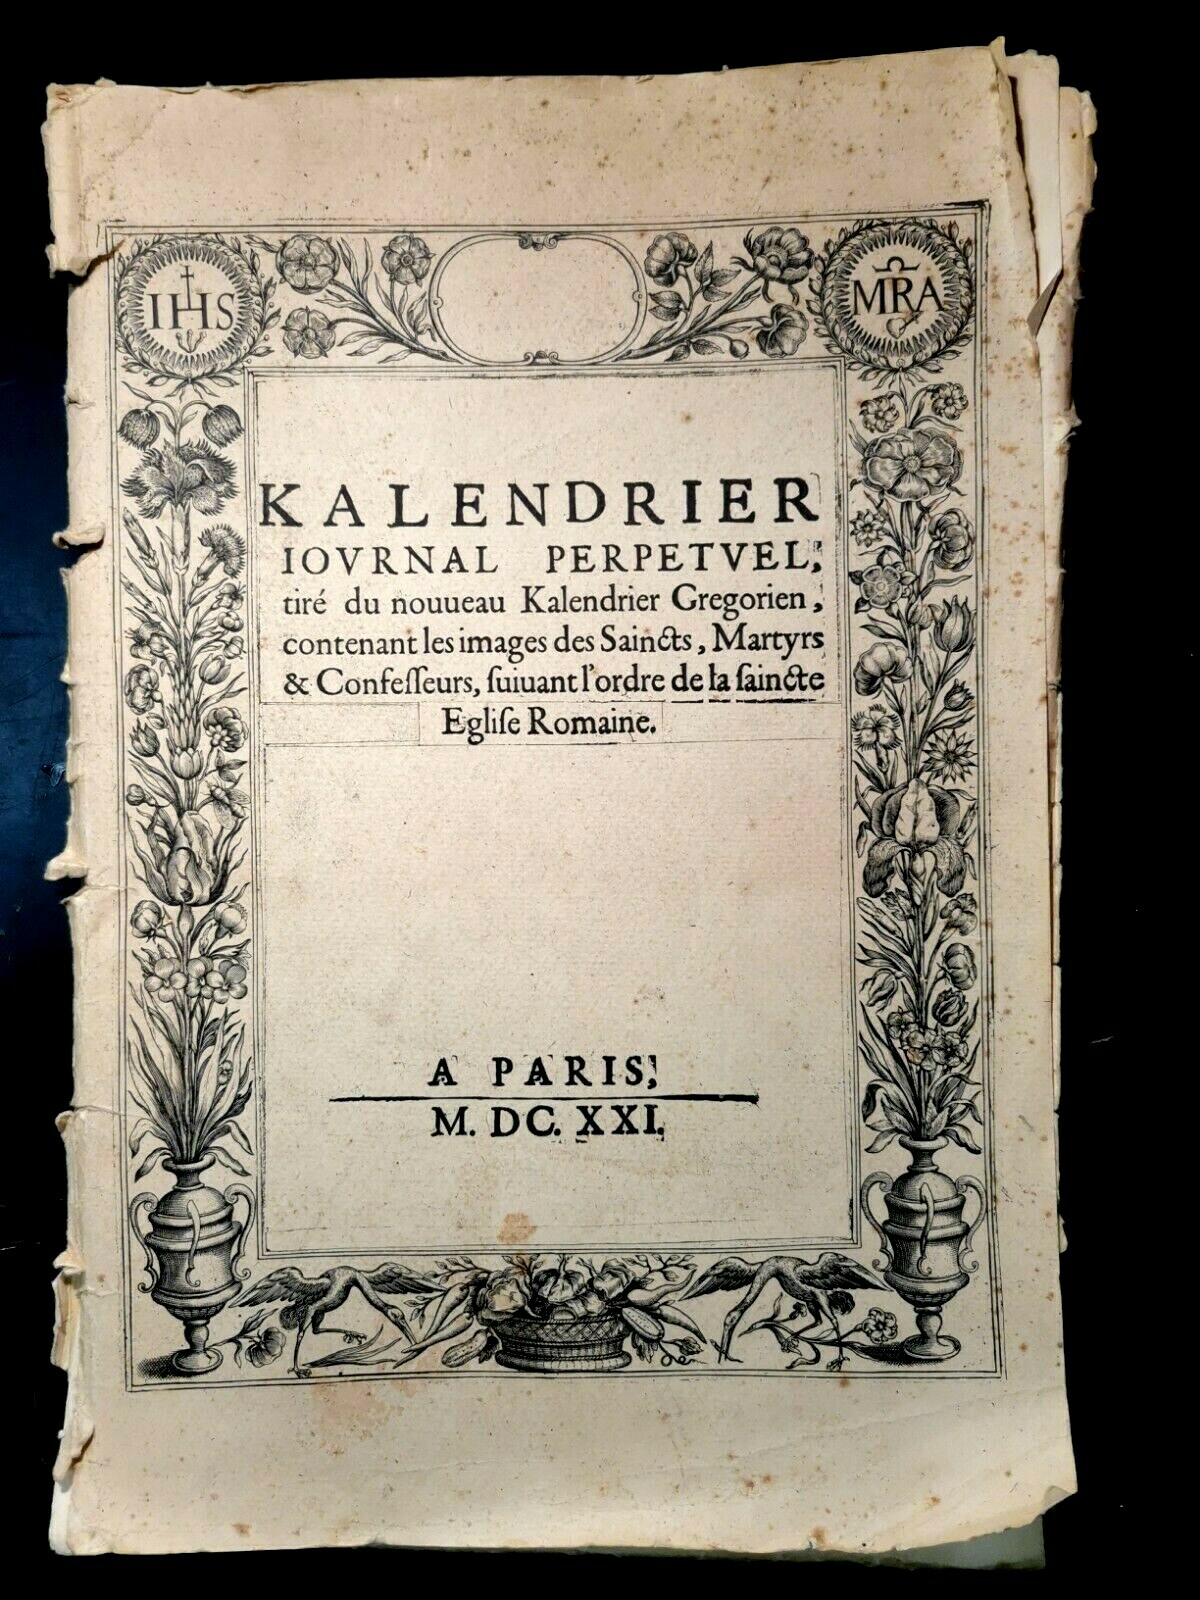 IHS
MRA
KALENDRIER
IOVRNAL PERPETVEL,
tiré du nouueau Kalendrier Gregorien,
contenant les images des Saincts, Martyrs
& Confeſſeurs, ſuiuant l'ordre de la ſaincte
Egliſe Romaine.
A PARIS,
M. DC. XXI.